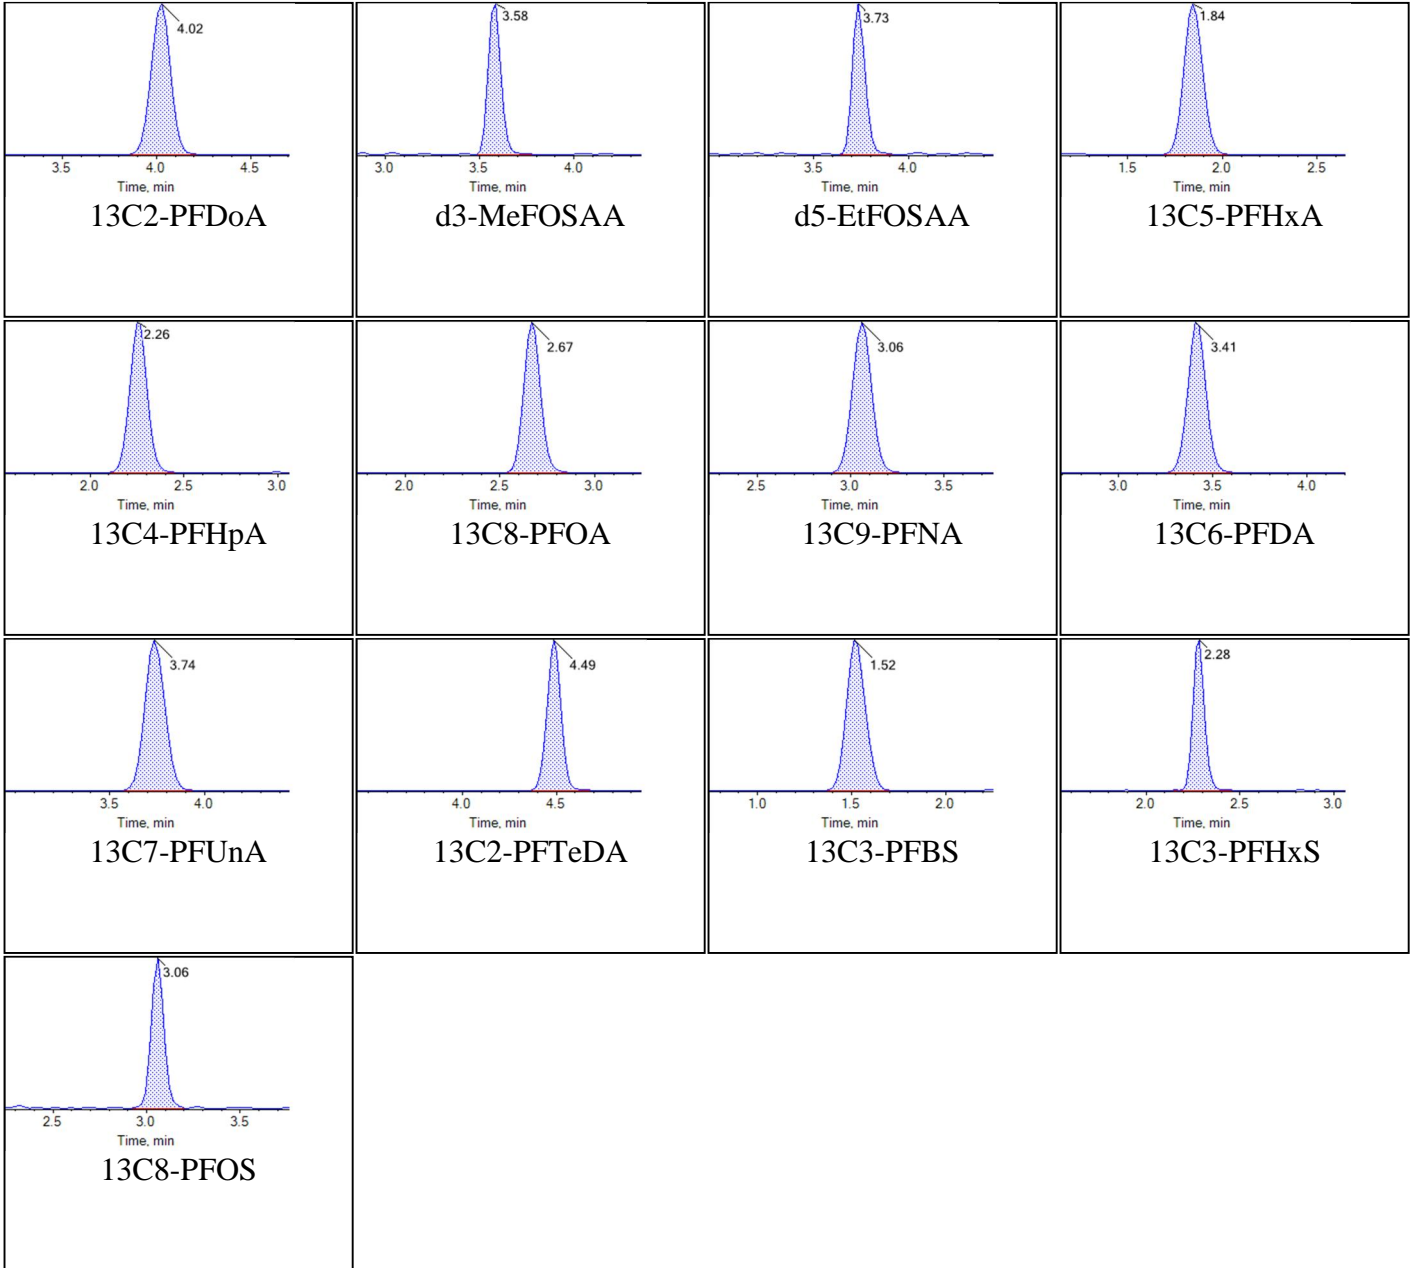 4.02
3.5 4.0 4.5
Time, min
13C2-PFDoA
3.58
3.0 3.5 4.0
Time, min
d3-MeFOSAA
3.73
3.5 4.0
Time, min
d5-EtFOSAA
1.84
1.5 2.0 2.5
Time, min
13C5-PFHxA
2.26
2.0 2.5 3.0
Time, min
13C4-PFHpA
2.67
2.0 2.5 3.0
Time, min
13C8-PFOA
3.06
2.5 3.0 3.5
Time, min
13C9-PFNA
3.41
3.0 3.5 4.0
Time, min
13C6-PFDA
3.74
3.5 4.0
Time, min
13C7-PFUnA
4.49
4.0 4.5
Time, min
13C2-PFTeDA
1.52
1.0 1.5 2.0
Time, min
13C3-PFBS
2.28
2.0 2.5 3.0
Time, min
13C3-PFHxS
3.06
2.5 3.0 3.5
Time, min
13C8-PFOS